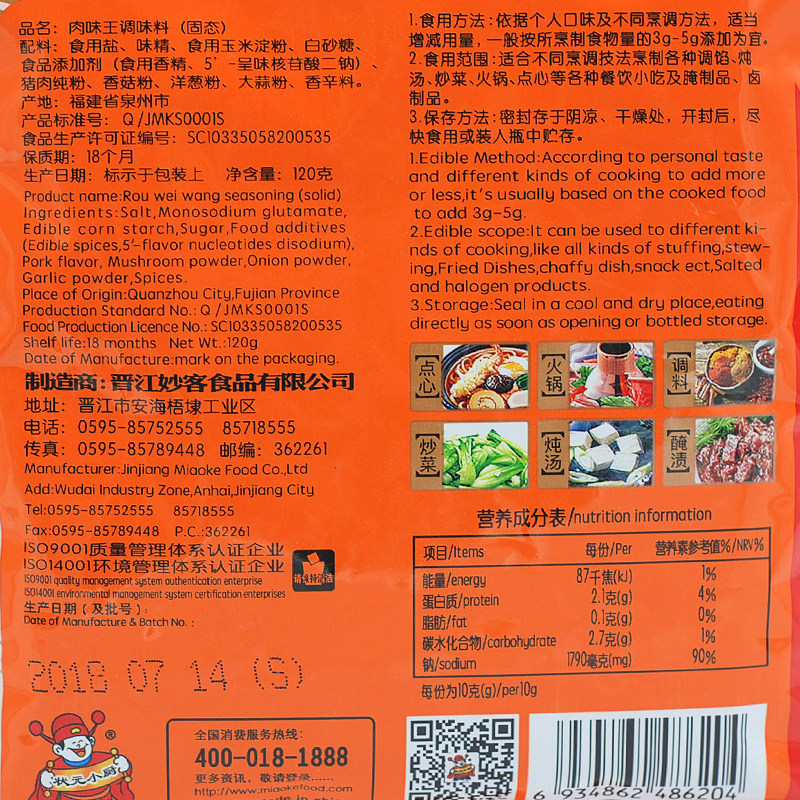 品名：肉味王调味料（固态）
配料：食用盐、味精、食用玉米淀粉、白砂糖、
食品添加剂（食用香精、5′-呈味核苷酸二钠）、
猪肉纯粉、香菇粉、洋葱粉、大蒜粉、香辛料。
产地：福建省泉州市
产品标准号：Q/JMKS0001S
食品生产许可证编号：SC10335058200535
保质期：18个月
生产日期：标示于包装上 净含量：120克
Product name:Rou wei wang seasoning (solid)
Ingredients:Salt,Monosodium glutamate,
Edible corn starch,Sugar,Food additives
(Edible spices,5′-flavor nucleotides disodium),
Pork flavor, Mushroom powder,Onion powder,
Garlic powder,Spices.
Place of Origin:Quanzhou City,Fujian Province
Production Standard No.: Q/JMKS0001S
Food Production Licence No.: SC10335058200535
Shelf life:18 months Net Wt.:120g
Date of Manufacture:mark on the packaging.
制造商：晋江妙客食品有限公司
地址：晋江市安海梧埭工业区
电话：0595-85752555 85718555
传真：0595-85789448 邮编：362261
Manufacturer:Jinjiang Miaoke Food Co.,Ltd
Add:Wudai Industry Zone,Anhai,Jinjiang City
Tel:0595-85752555 85718555
Fax:0595-85789448 P.C.:362261
ISO9001质量管理体系认证企业
ISO14001环境管理体系认证企业
ISO9001 quality management system authentication enterprise
ISO14001 environmental management system certification enterprises
请保持清洁
生产日期（及批号）：
Date of Manufacture & Batch No.：
2018 07 14 (S)
状元小厨
®
全国消费服务热线：
400-018-1888
更多资讯，敬请登录......
http://www.miaokefood.com
1.食用方法：依据个人口味及不同烹调方法，适当
增减用量，一般按所烹制食物量的3g-5g添加为宜。
2.食用范围：适合不同烹调技法烹制各种调馅、炖
汤、炒菜、火锅、点心等各种餐饮小吃及腌制品、卤
制品。
3.保存方法：密封存于阴凉、干燥处，开封后，尽
快食用或装入瓶中贮存。
1.Edible Method:According to personal taste
and different kinds of cooking to add more
or less,it's usually based on the cooked food
to add 3g-5g.
2.Edible scope:It can be used to different ki-
nds of cooking,like all kinds of stuffing,stew-
ing,Fried Dishes,chaffy dish,snack ect,Salted
and halogen products.
3.Storage:Seal in a cool and dry place,eating
directly as soon as opening or bottled storage.
【点心】 【火锅】 【调料】
【炒菜】 【炖汤】 【腌渍】
营养成分表/nutrition information
项目/Items 每份/Per 营养素参考值%/NRV%
能量/energy 87千焦(kJ) 1%
蛋白质/protein 2.1克(g) 4%
脂肪/fat 0.1克(g) 0%
碳水化合物/carbohydrate 2.7克(g) 1%
钠/sodium 1790毫克(mg) 90%
每份为10克(g)/per10g
6 934862 486204